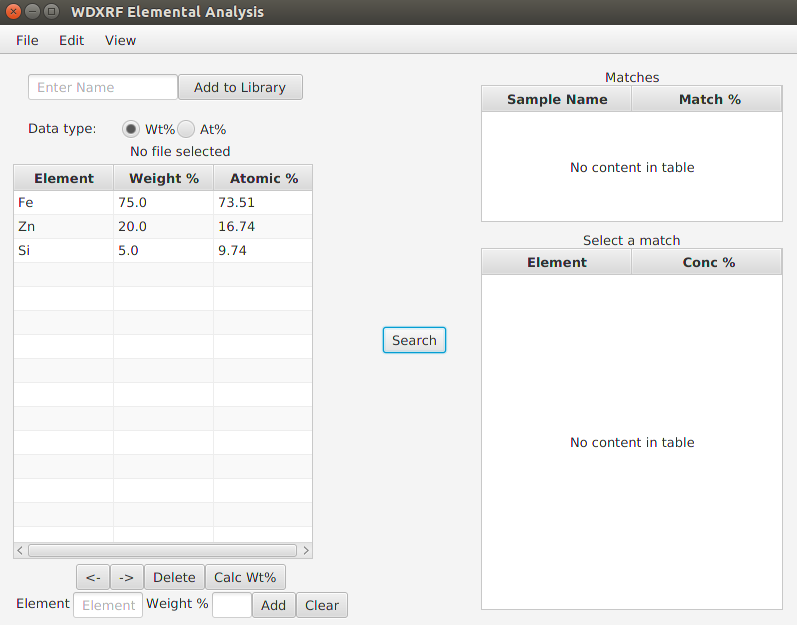 WDXRF Elemental Analysis
File Edit View
Enter Name Add to Library
Data type: Wt% At%
No file selected
Element Weight % Atomic %
Fe 75.0 73.51
Zn 20.0 16.74
Si 5.0 9.74
<- -> Delete Calc Wt%
Element Element Weight % Add Clear
Search
Matches
Sample Name Match %
No content in table
Select a match
Element Conc %
No content in table